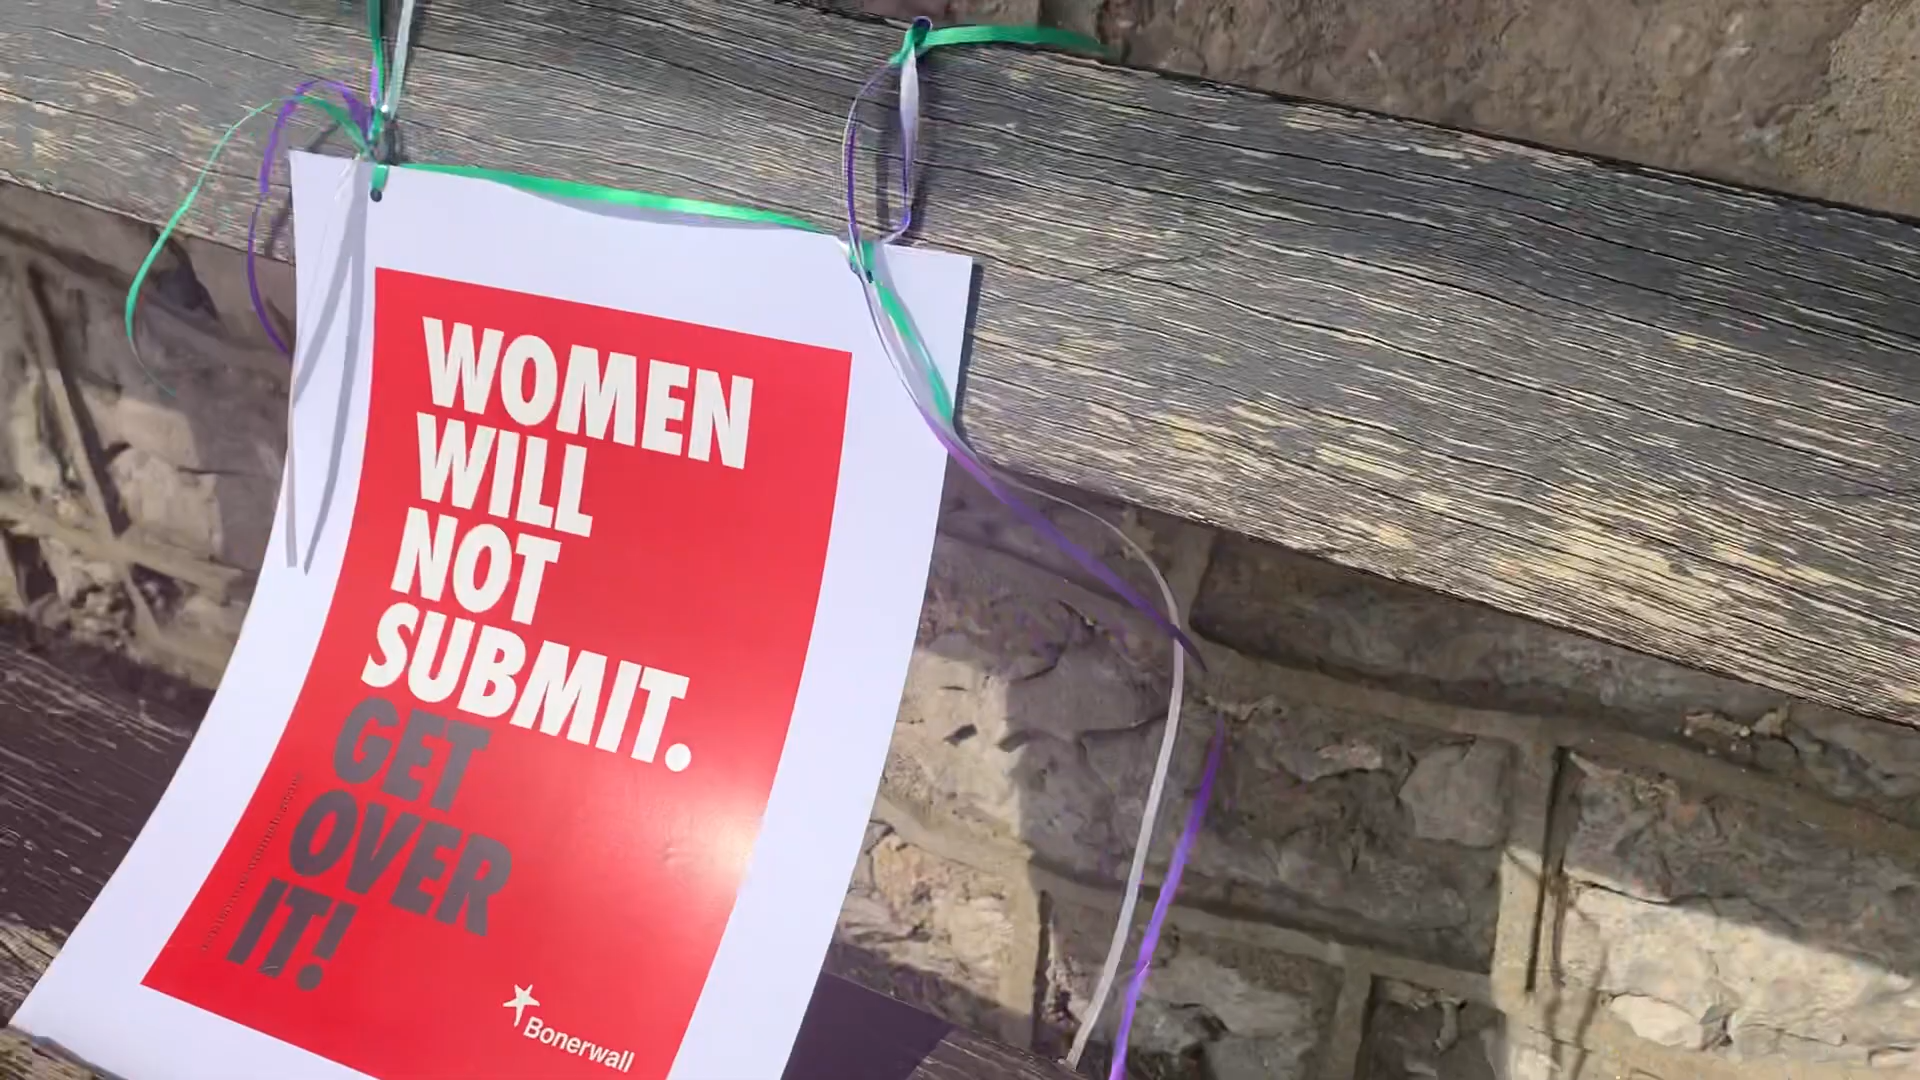 WOMEN
WILL
NOT
SUBMIT.
GET
OVER
IT!
Bonerwall